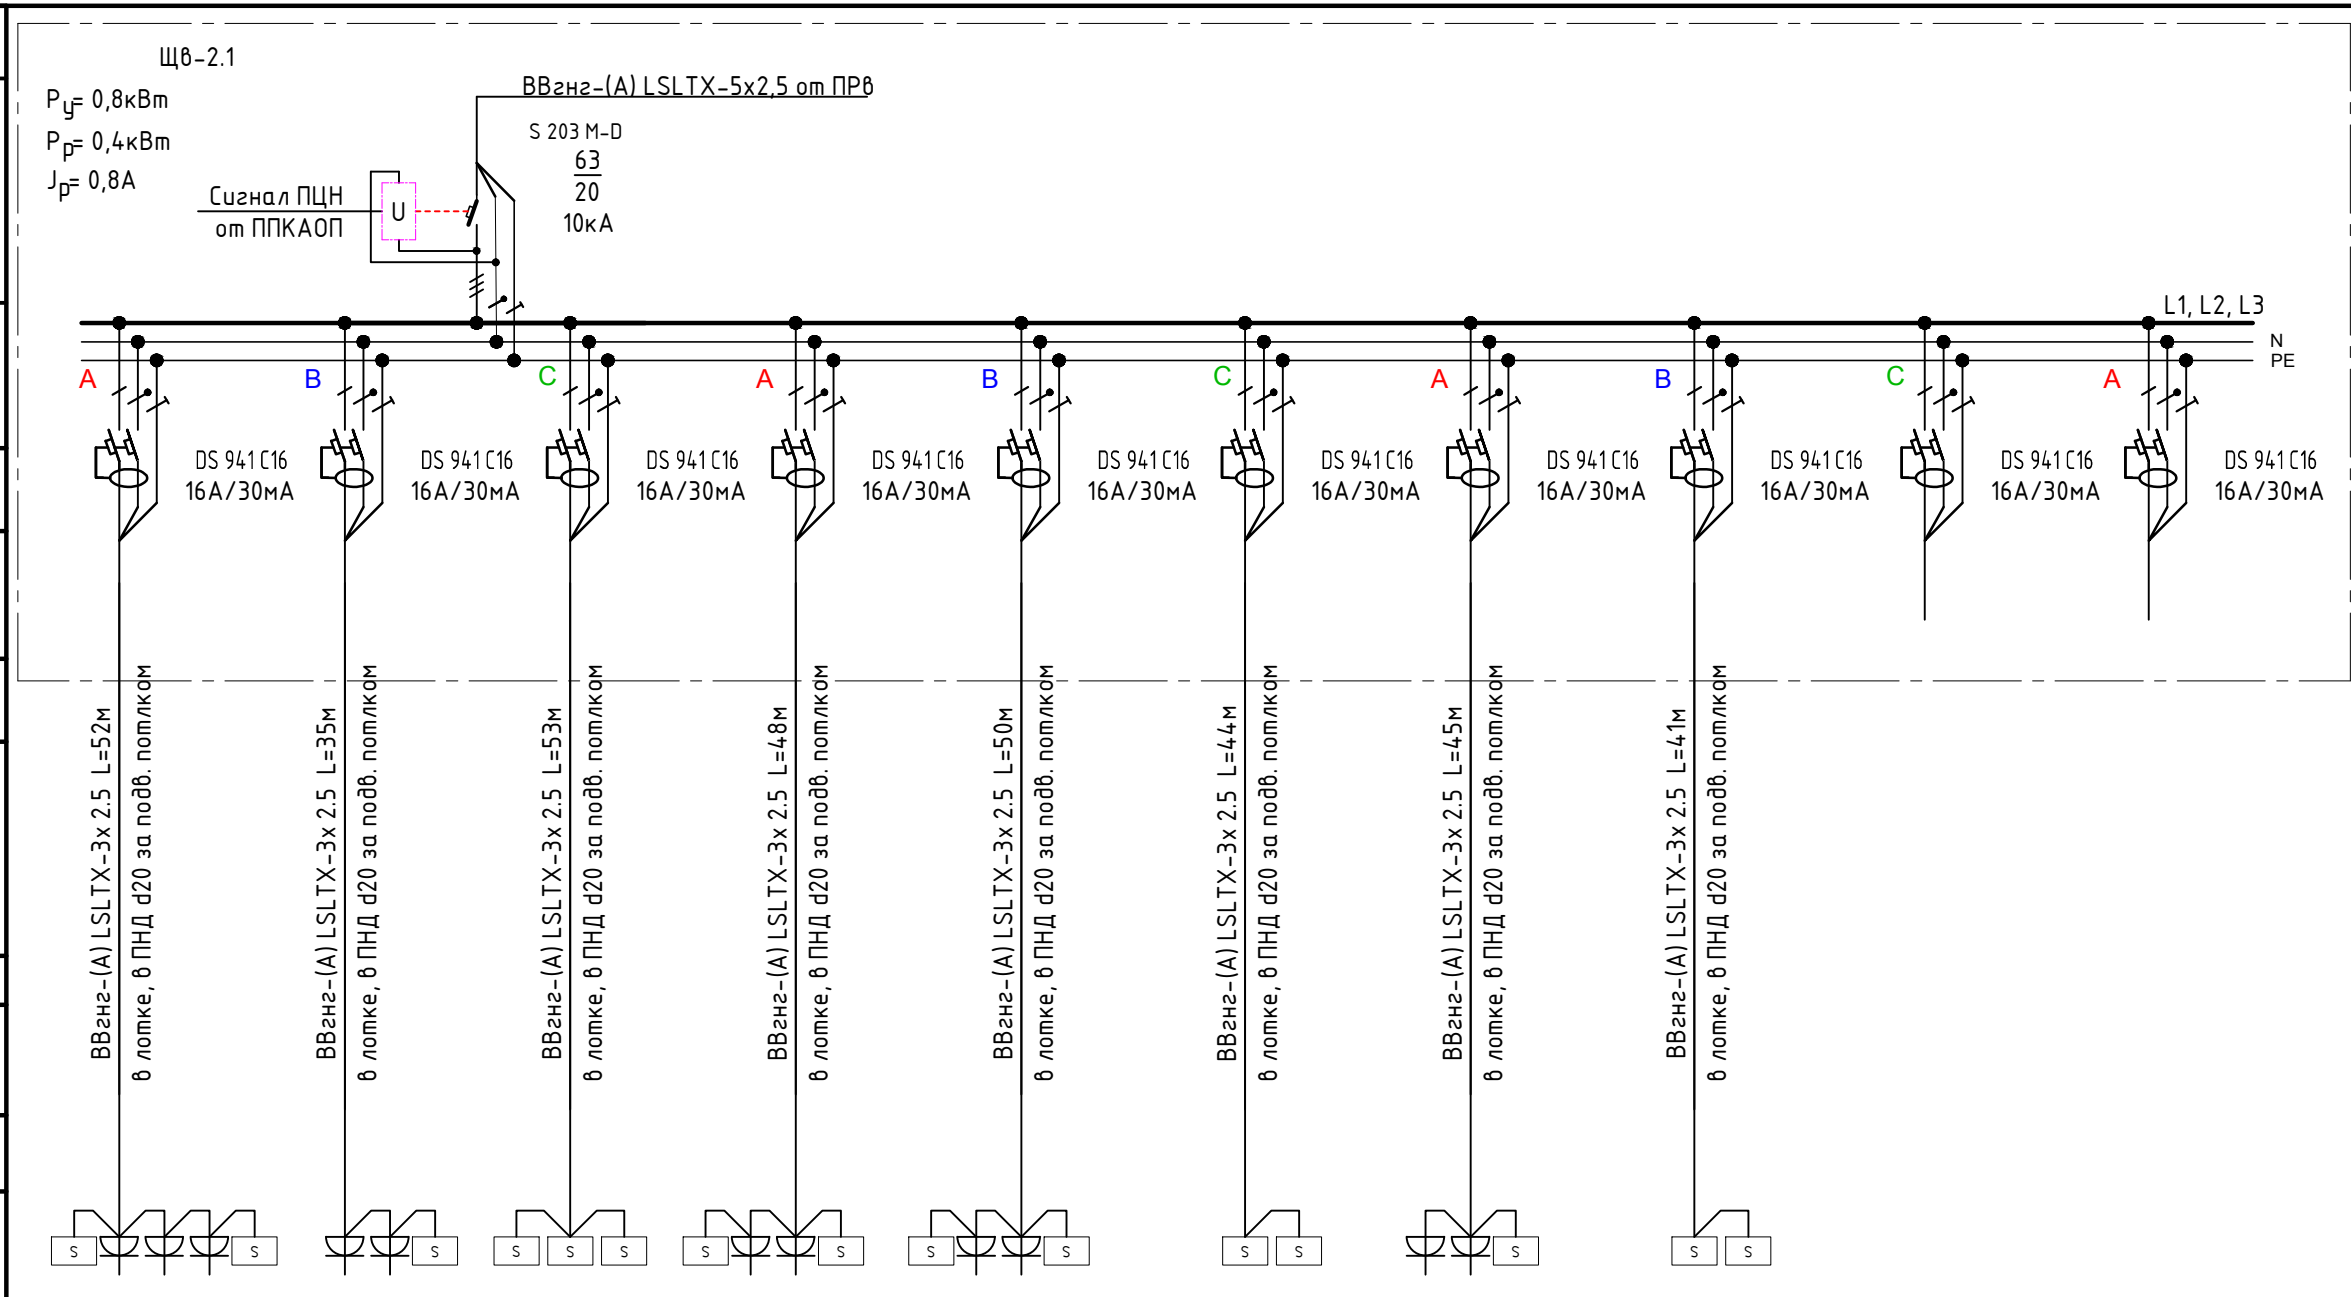 Щв-2.1
Pу= 0,8кВт
Pр= 0,4кВт
Jр= 0,8А
ВВгнг-(А) LSLTX-5х2,5 от ПРв
S 203 M-D
63
20
10кА
Сигнал ПЦН
от ППКАОП
U
L1, L2, L3
N
PE
A
B
C
A
B
C
A
B
C
A
DS 941 C16
16А/30мА
DS 941 C16
16А/30мА
DS 941 C16
16А/30мА
DS 941 C16
16А/30мА
DS 941 C16
16А/30мА
DS 941 C16
16А/30мА
DS 941 C16
16А/30мА
DS 941 C16
16А/30мА
DS 941 C16
16А/30мА
DS 941 C16
16А/30мА
ВВгнг-(А) LSLTX-3х 2.5 L=52м
в лотке, в ПНД d20 за подв. потлком
ВВгнг-(А) LSLTX-3х 2.5 L=35м
в лотке, в ПНД d20 за подв. потлком
ВВгнг-(А) LSLTX-3х 2.5 L=53м
в лотке, в ПНД d20 за подв. потлком
ВВгнг-(А) LSLTX-3х 2.5 L=48м
в лотке, в ПНД d20 за подв. потлком
ВВгнг-(А) LSLTX-3х 2.5 L=50м
в лотке, в ПНД d20 за подв. потлком
ВВгнг-(А) LSLTX-3х 2.5 L=44м
в лотке, в ПНД d20 за подв. потлком
ВВгнг-(А) LSLTX-3х 2.5 L=45м
в лотке, в ПНД d20 за подв. потлком
ВВгнг-(А) LSLTX-3х 2.5 L=41м
в лотке, в ПНД d20 за подв. потлком
S S
S
S S S
S S
S S
S S
S
S S